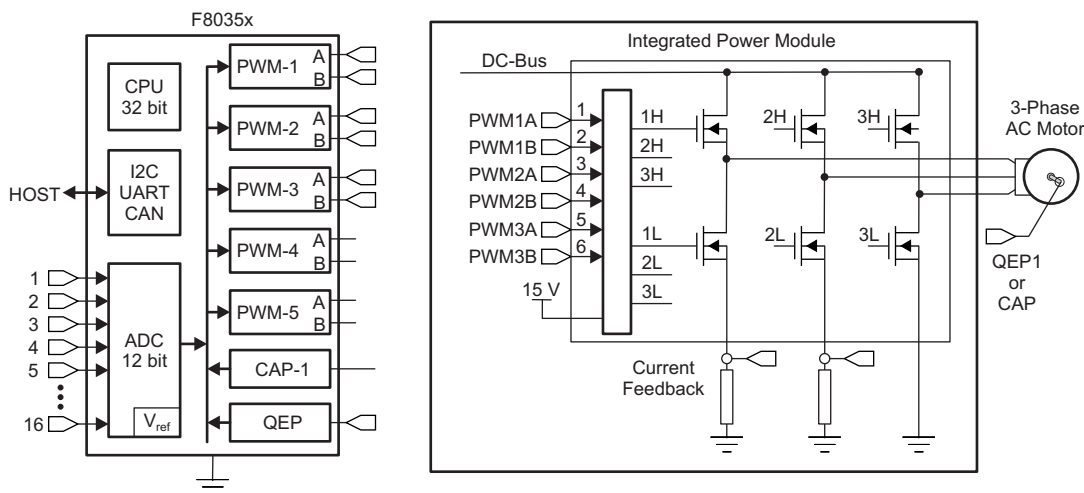 F8035x
CPU
32 bit
I2C
UART
CAN
HOST
1
2
3
4
5
16
ADC
12 bit
Vref
PWM-1
A
B
PWM-2
A
B
PWM-3
A
B
PWM-4
A
B
PWM-5
A
B
CAP-1
QEP
Integrated Power Module
DC-Bus
PWM1A
PWM1B
PWM2A
PWM2B
PWM3A
PWM3B
15 V
1
2
3
4
5
6
1H
2H
3H
1L
2L
3L
2H
3H
2L
3L
Current
Feedback
3-Phase
AC Motor
QEP1
or
CAP